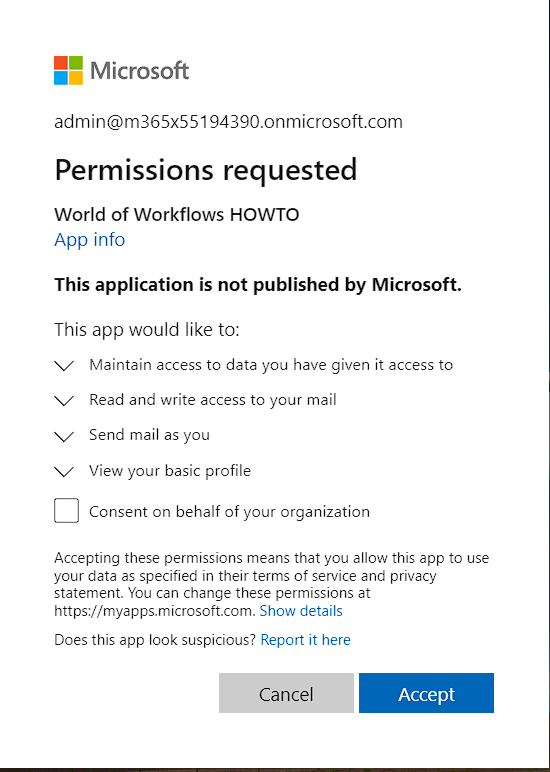 Microsoft
admin@m365x55194390.onmicrosoft.com
Permissions requested
World of Workflows HOWTO
App info
This application is not published by Microsoft.
This app would like to:
Maintain access to data you have given it access to
Read and write access to your mail
Send mail as you
View your basic profile
Consent on behalf of your organization
Accepting these permissions means that you allow this app to use
your data as specified in their terms of service and privacy
statement. You can change these permissions at
https://myapps.microsoft.com. Show details
Does this app look suspicious? Report it here
Cancel Accept